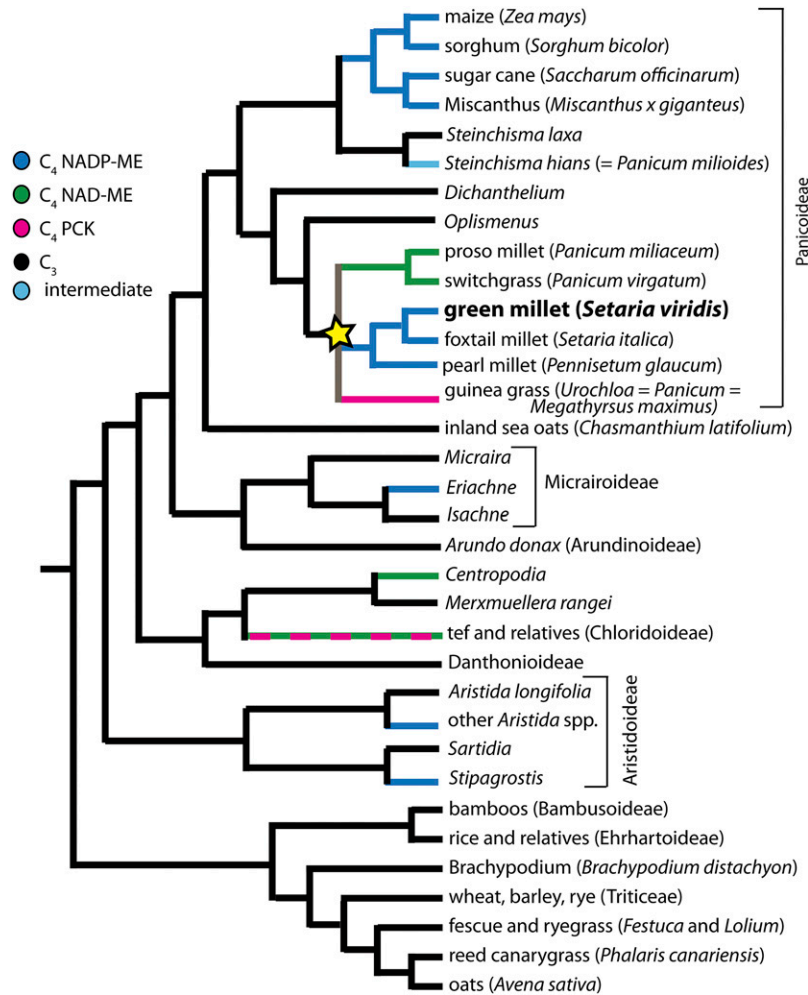 maize (Zea mays)
sorghum (Sorghum bicolor)
sugar cane (Saccharum officinarum)
Miscanthus (Miscanthus x giganteus)
Steinchisma laxa
Steinchisma hians (= Panicum milioides)
Dichanthelium
Oplismenus
proso millet (Panicum miliaceum)
switchgrass (Panicum virgatum)
green millet (Setaria viridis)
foxtail millet (Setaria italica)
pearl millet (Pennisetum glaucum)
guinea grass (Urochloa = Panicum =
Megathyrsus maximus)
Panicoideae
C4 NADP-ME
C4 NAD-ME
C4 PCK
C3
intermediate
inland sea oats (Chasmanthium latifolium)
Micraira
Eriachne
Isachne
Micrairoideae
Arundo donax (Arundinoideae)
Centropodia
Merxmuellera rangei
tef and relatives (Chloridoideae)
Danthonioideae
Aristida longifolia
other Aristida spp.
Sartidia
Stipagrostis
Aristidoideae
bamboos (Bambusoideae)
rice and relatives (Ehrhartoideae)
Brachypodium (Brachypodium distachyon)
wheat, barley, rye (Triticeae)
fescue and ryegrass (Festuca and Lolium)
reed canarygrass (Phalaris canariensis)
oats (Avena sativa)